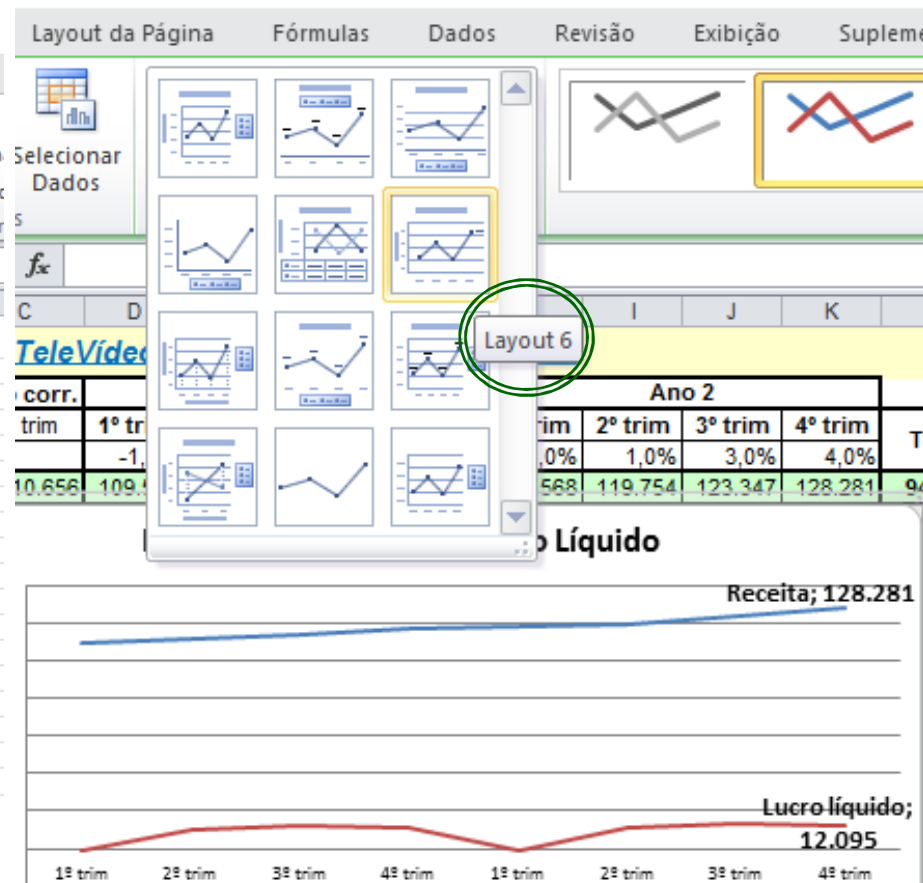 Layout da Página Fórmulas Dados Revisão Exibição Supleme
Selecionar
Dados
fx
Layout 6
C D I J K
TeleVídeo
corr. Ano 2
trim 1º tr im 2º trim 3º trim 4º trim T
-1, ,0% 1,0% 3,0% 4,0%
10.656 109. 568 119.754 123.347 128.281 94
o Líquido
Receita; 128.281
Lucro líquido;
12.095
1º trim 2º trim 3º trim 4º trim 1º trim 2º trim 3º trim 4º trim